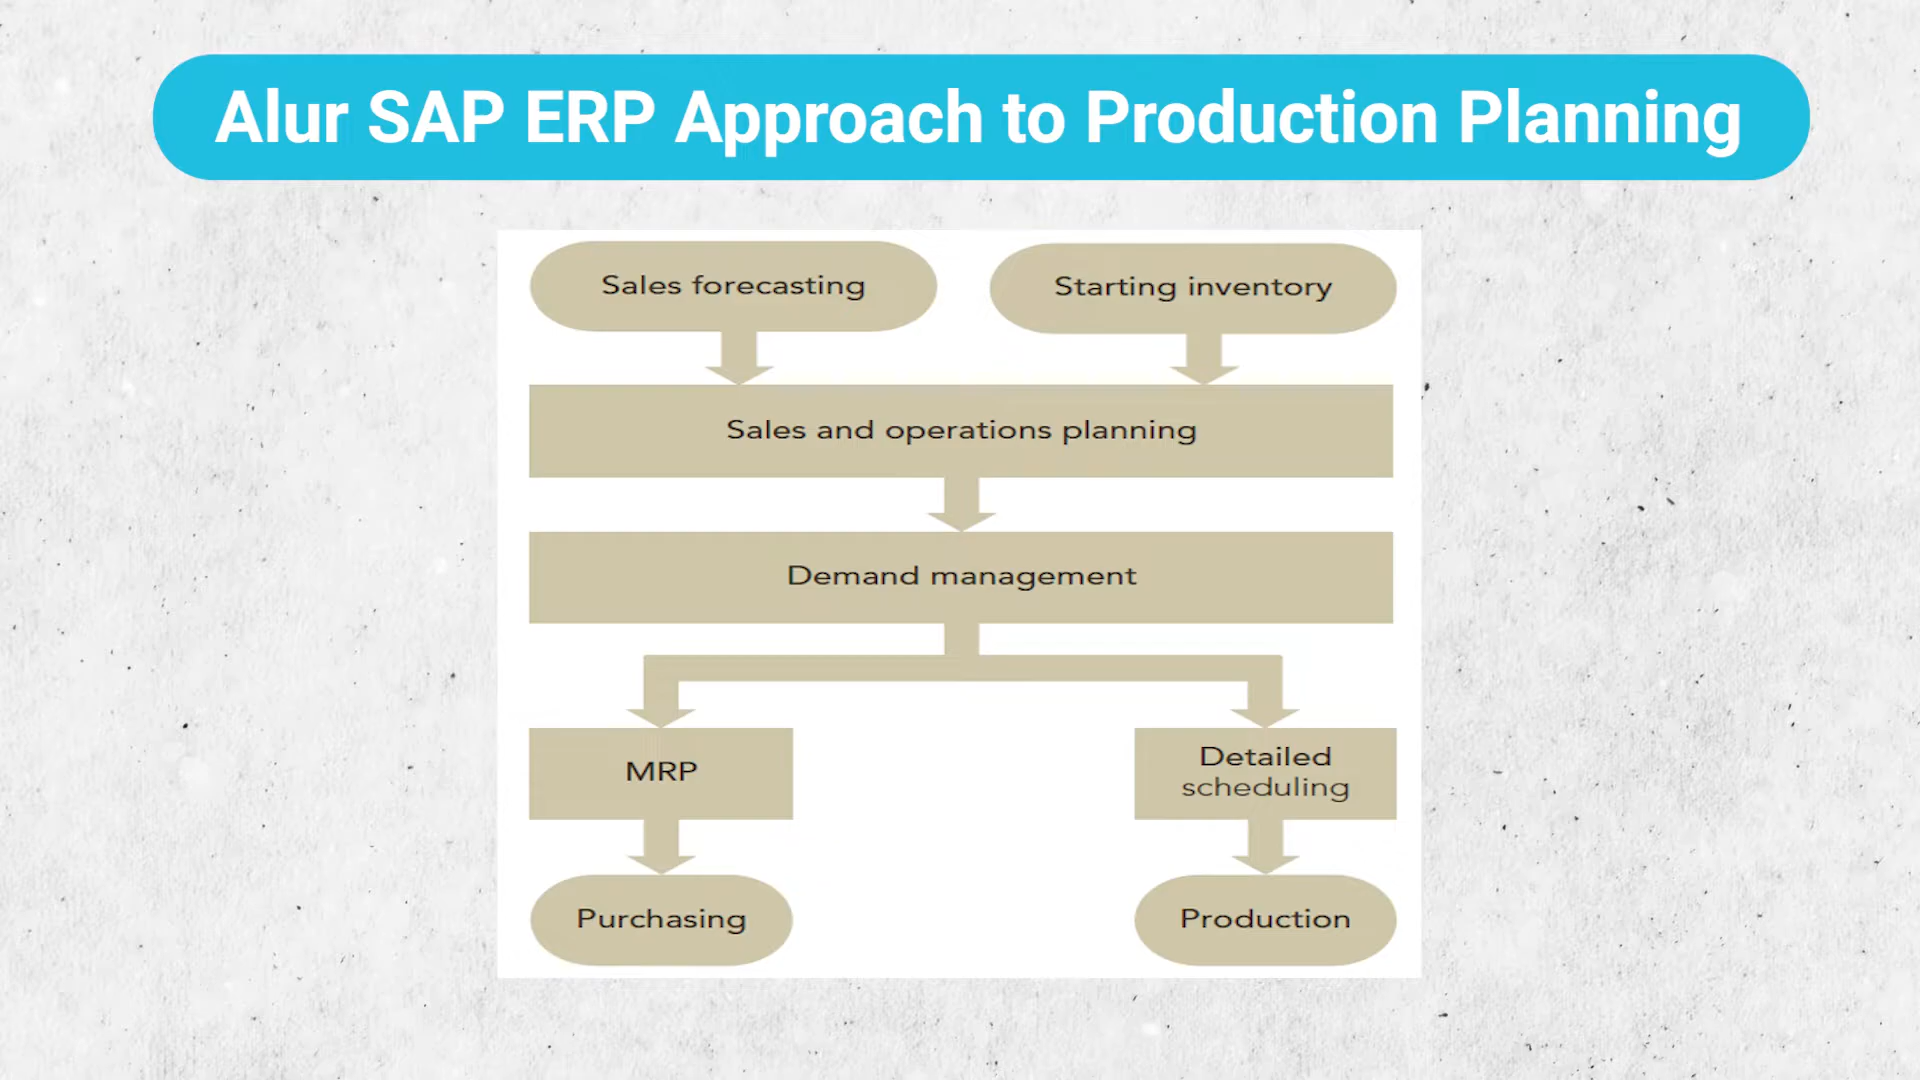 Alur SAP ERP Approach to Production Planning
Sales forecasting
Starting inventory
Sales and operations planning
Demand management
MRP
Detailed
scheduling
Purchasing
Production